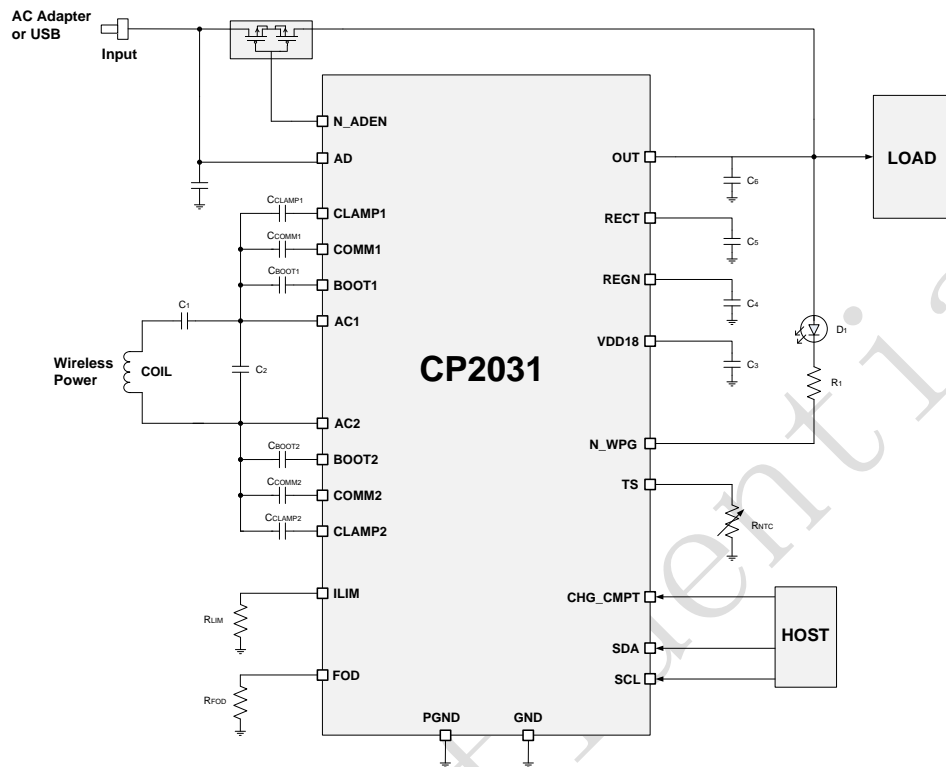 AC Adapter
or USB
Input
N_ADEN
AD
OUT
LOAD
C6
CCLAMP1
CLAMP1
RECT
C5
CCOMM1
COMM1
CBOOT1
BOOT1
REGN
C4
C1
AC1
VDD18
D1
Wireless
Power
COIL
C2
CP2031
C3
R1
AC2
N_WPG
CBOOT2
BOOT2
TS
CCOMM2
COMM2
RNTC
CCLAMP2
CLAMP2
ILIM
CHG_CMPT
RLIM
HOST
SDA
FOD
SCL
RFOD
PGND
GND